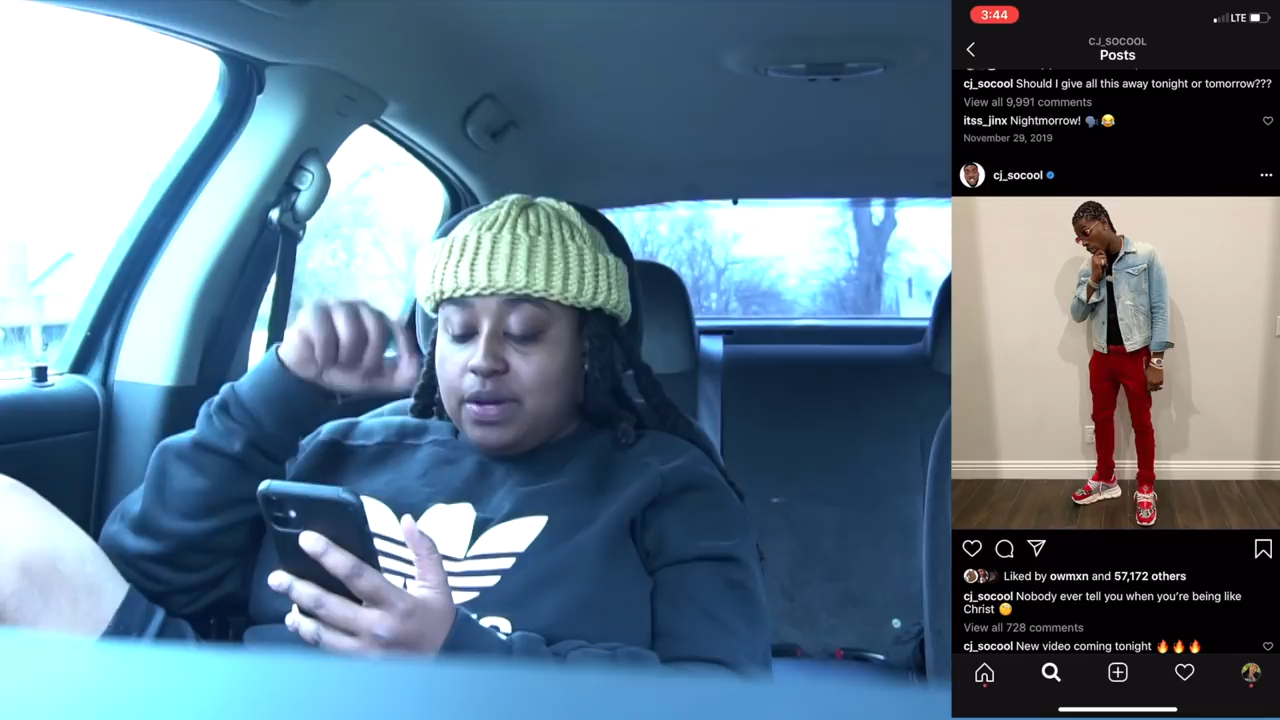 3:44
LTE
CJ_SOCOOL
Posts
cj_socool Should I give all this away tonight or tomorrow???
View all 9,991 comments
itss_jinx Nightmorrow! 🗣️😂
November 29, 2019
cj_socool
Liked by owmxn and 57,172 others
cj_socool Nobody ever tell you when you're being like
Christ 🧐
View all 728 comments
cj_socool New video coming tonight 🔥🔥🔥